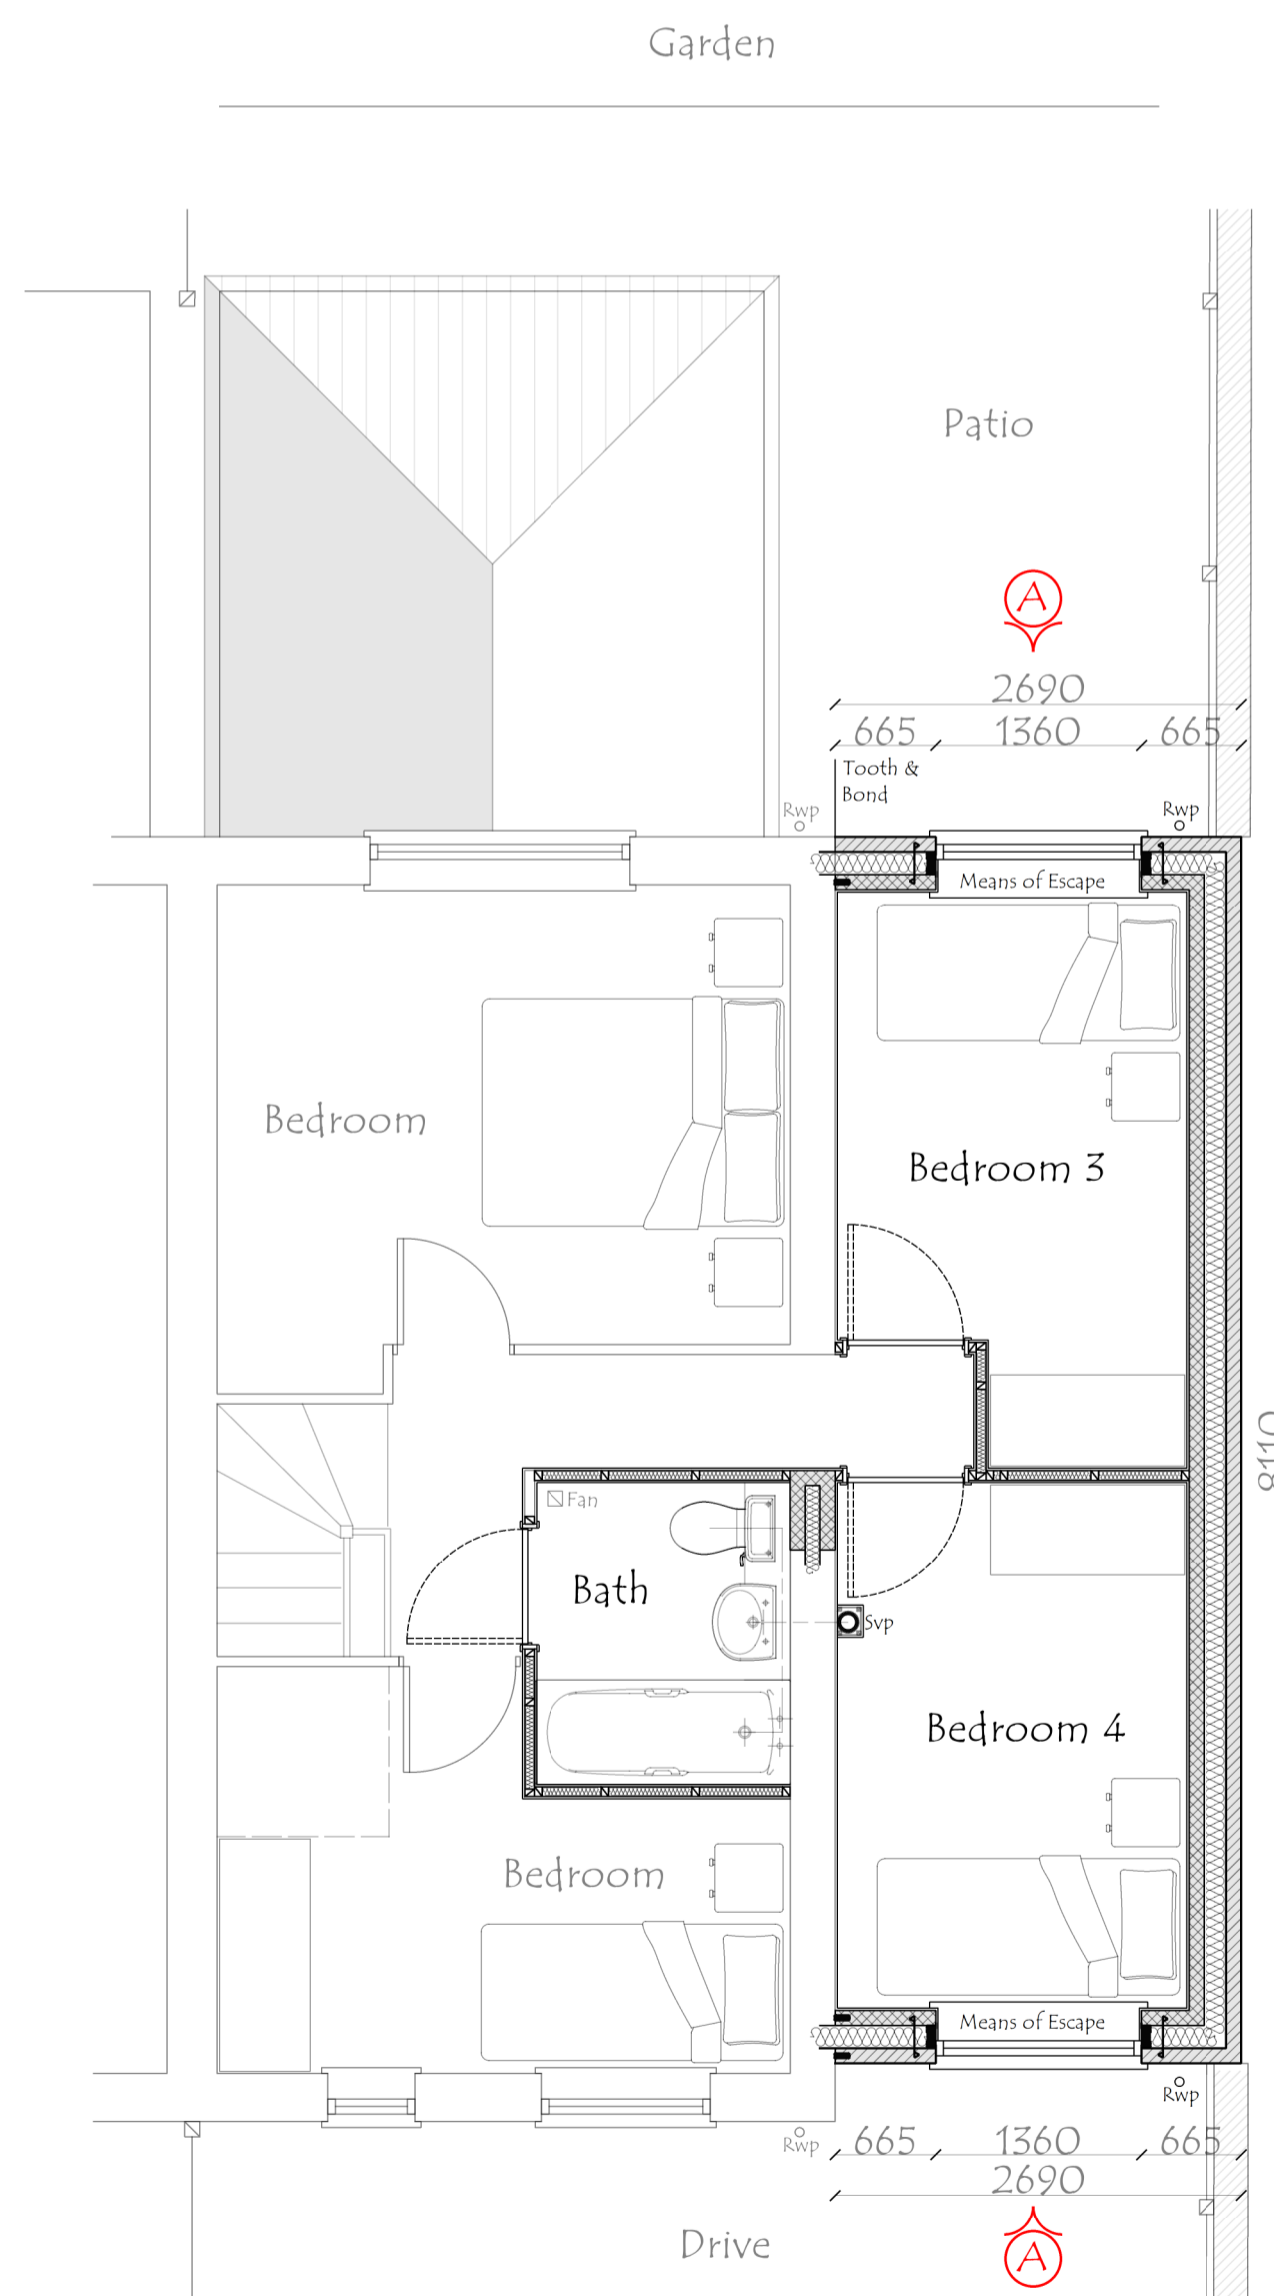 Garden
Patio
A
2690
665 1360 665
Tooth &
Bond
Rwp
Rwp
Means of Escape
Bedroom
Bedroom 3
8110
Fan
Bath
Svp
Bedroom 4
Bedroom
Means of Escape
Rwp
Rwp
665 1360 665
2690
Drive
A